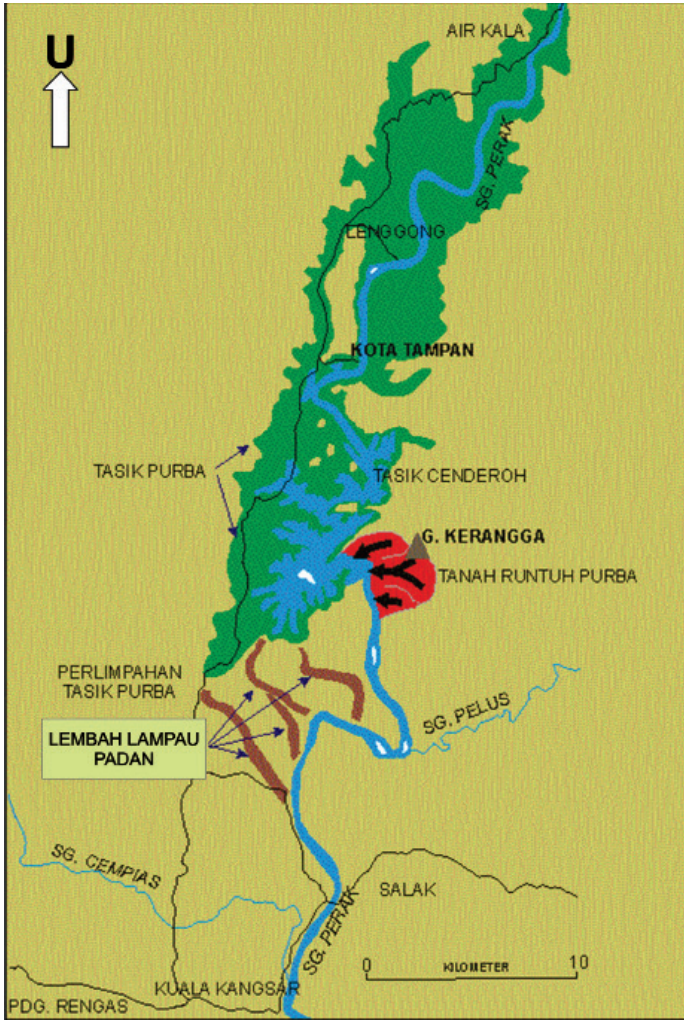 AIR KALA
U
SG. PERAK
LENGGONG
KOTA TAMPAN
TASIK PURBA
TASIK CENDEROH
G. KERANGGA
TANAH RUNTUH PURBA
PERLIMPAHAN
TASIK PURBA
SG. PELUS
LEMBAH LAMPAU
PADAN
SG. CEMPIAS
SALAK
SG. PERAK
0 KILOMETER 10
KUALA KANGSAR
PDG. RENGAS